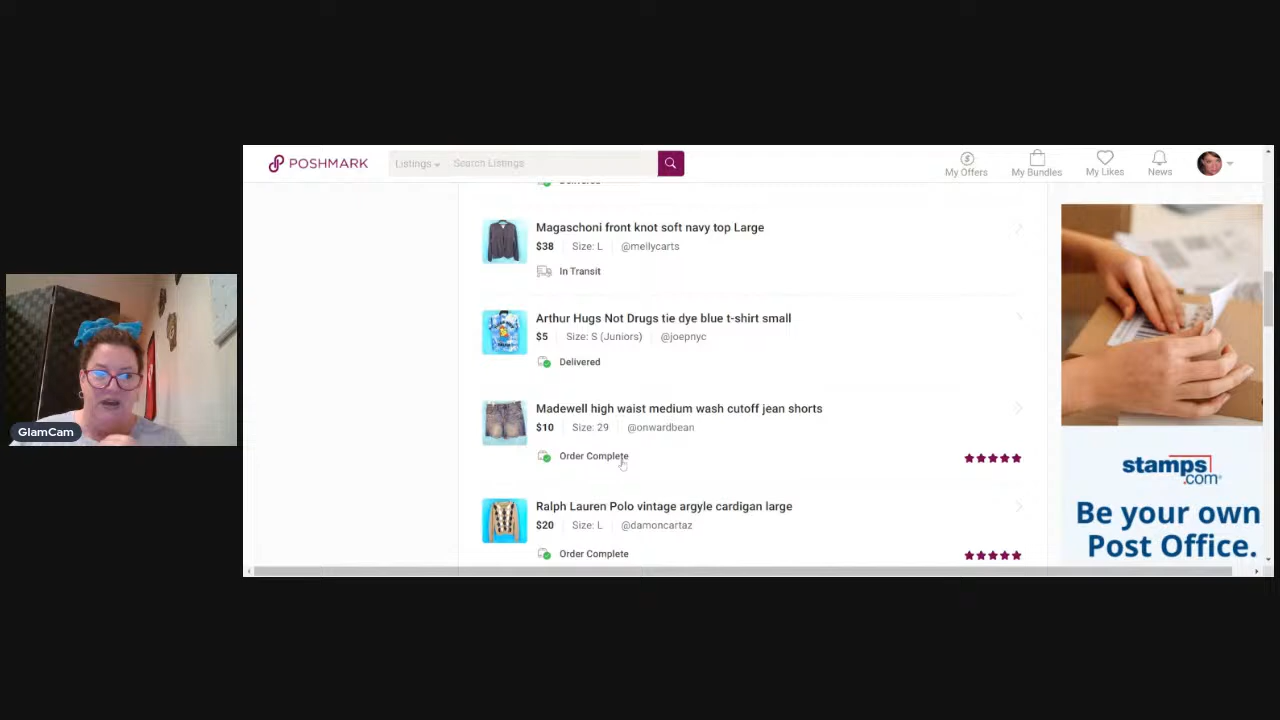 POSHMARK
Listings
Search Listings
My Offers
My Bundles
My Likes
News
Delivered
Magaschoni front knot soft navy top Large
$38 Size: L @mellycarts
In Transit
Arthur Hugs Not Drugs tie dye blue t-shirt small
$5 Size: S (Juniors) @joepnyc
Delivered
Madewell high waist medium wash cutoff jean shorts
$10 Size: 29 @onwardbean
Order Complete
Ralph Lauren Polo vintage argyle cardigan large
$20 Size: L @damoncartaz
Order Complete
GlamCam
stamps.com
Be your own
Post Office.